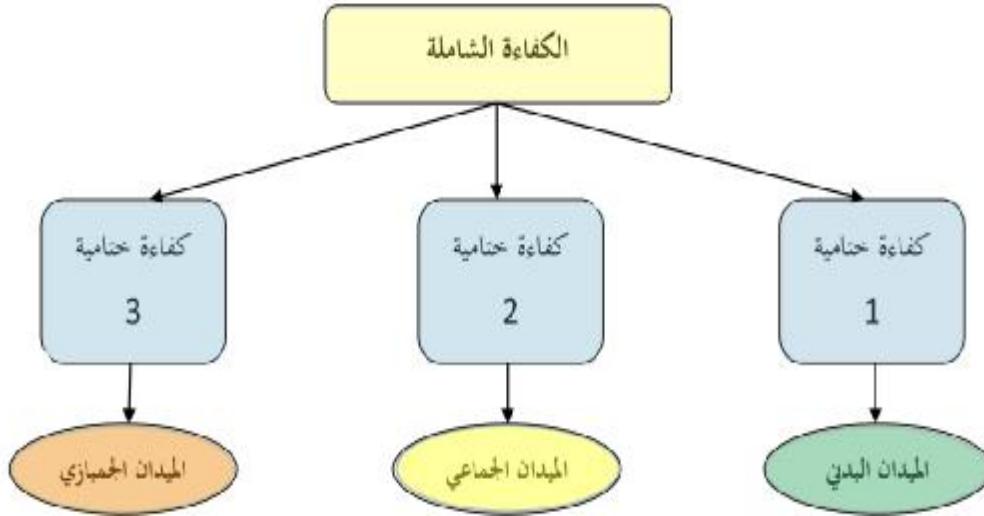 الكفاءة الشاملة
كفاءة ختامية
1
كفاءة ختامية
2
كفاءة ختامية
3
الميدان البدني
الميدان الجماعي
الميدان الجمبازي